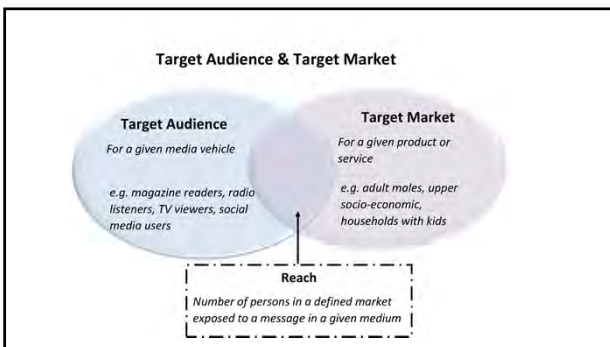 Target Audience & Target Market
Target Audience
For a given media vehicle
e.g. magazine readers, radio
listeners, TV viewers, social
media users
Target Market
For a given product or
service
e.g. adult males, upper
socio-economic,
households with kids
Reach
Number of persons in a defined market
exposed to a message in a given medium